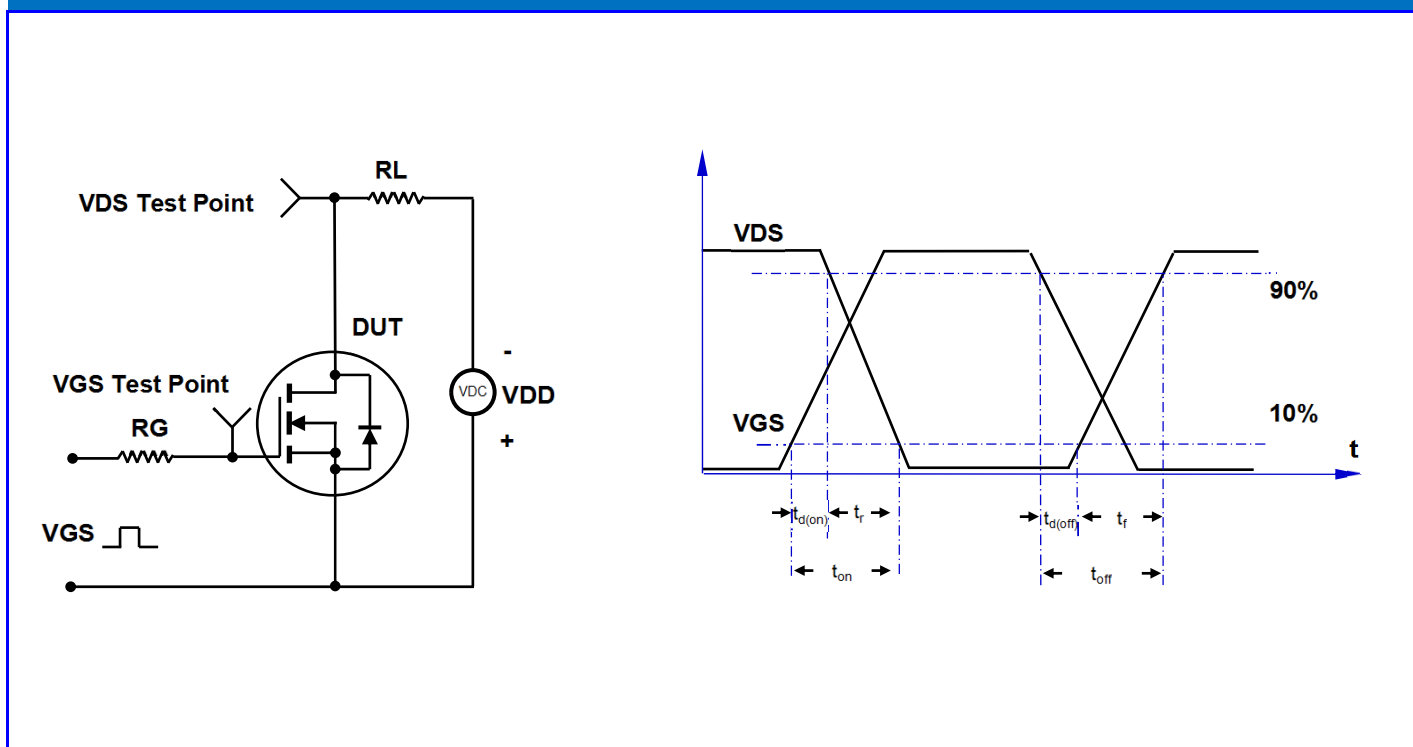 RL
VDS Test Point
DUT
-
VDC
VDD
+
VGS Test Point
RG
VGS
VDS
90%
VGS
10%
t
td(on)
tr
td(off)
tf
ton
toff